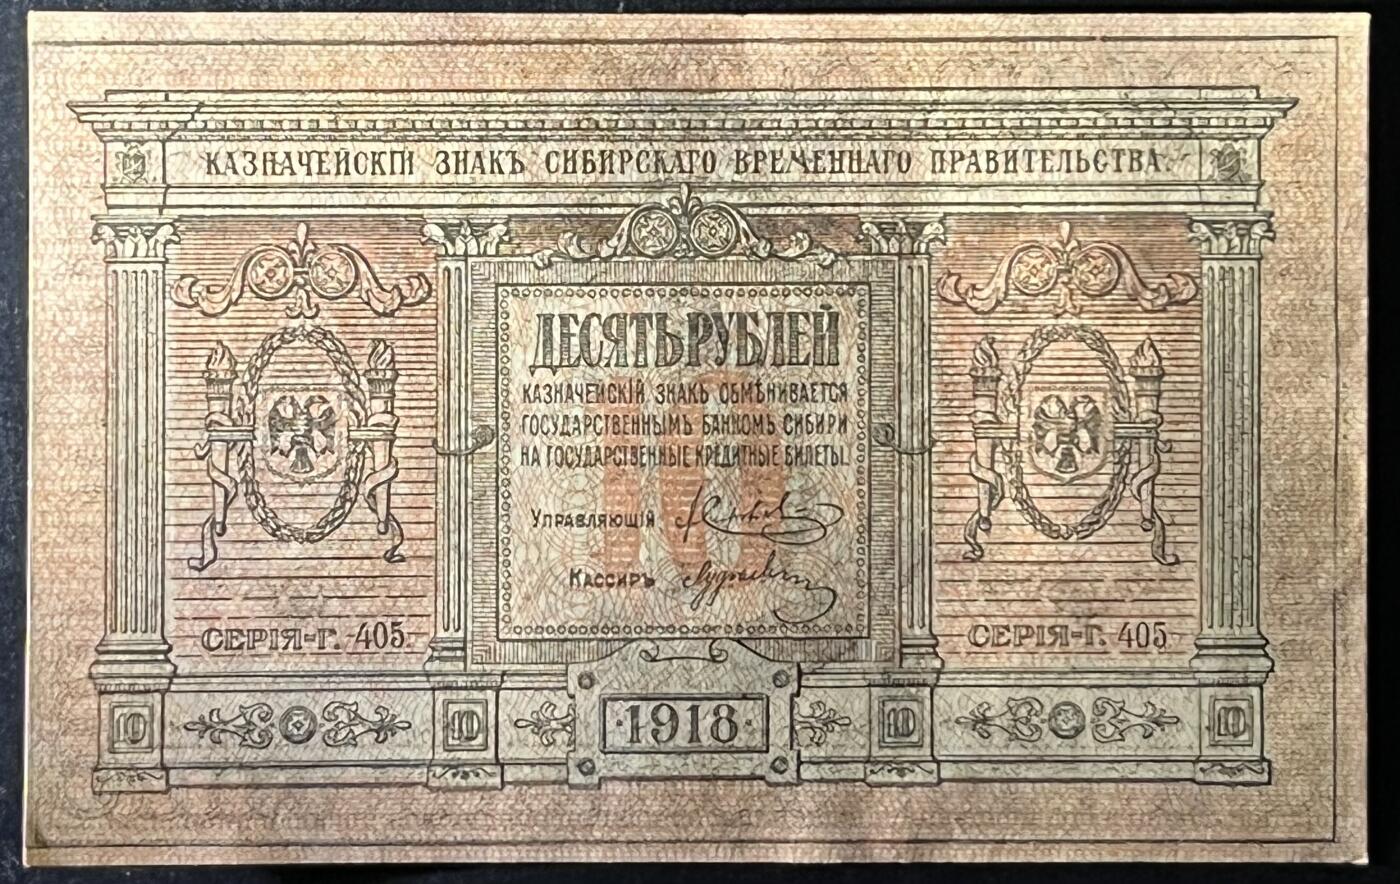 КАЗНАЧЕЙСКІЙ ЗНАКЪ СИБИРСКАГО ВРЕМЕННАГО ПРАВИТЕЛЬСТВА.
ДЕСЯТЬ РУБЛЕЙ
КАЗНАЧЕЙСКІЙ ЗНАКЪ ОБМѢНИВАЕТСЯ
ГОСУДАРСТВЕННЫМЪ БАНКОМЪ СИБИРИ
НА ГОСУДАРСТВЕННЫЕ КРЕДИТНЫЕ БИЛЕТЫ.
10
УПРАВЛЯЮЩІЙ
КАССИРЪ
СЕРІЯ-Г. 405
СЕРІЯ-Г. 405
10
10
·1918·
10
10